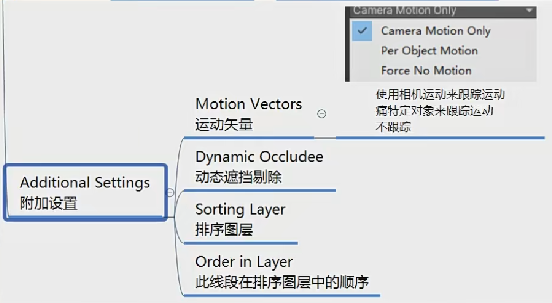 Camera Motion Only
Camera Motion Only
Per Object Motion
Force No Motion
使用相机运动来跟踪运动
特定对象来跟踪运动
不跟踪
Motion Vectors
运动矢量
Dynamic Occludee
动态遮挡剔除
Additional Settings
附加设置
Sorting Layer
排序图层
Order in Layer
此线段在排序图层中的顺序